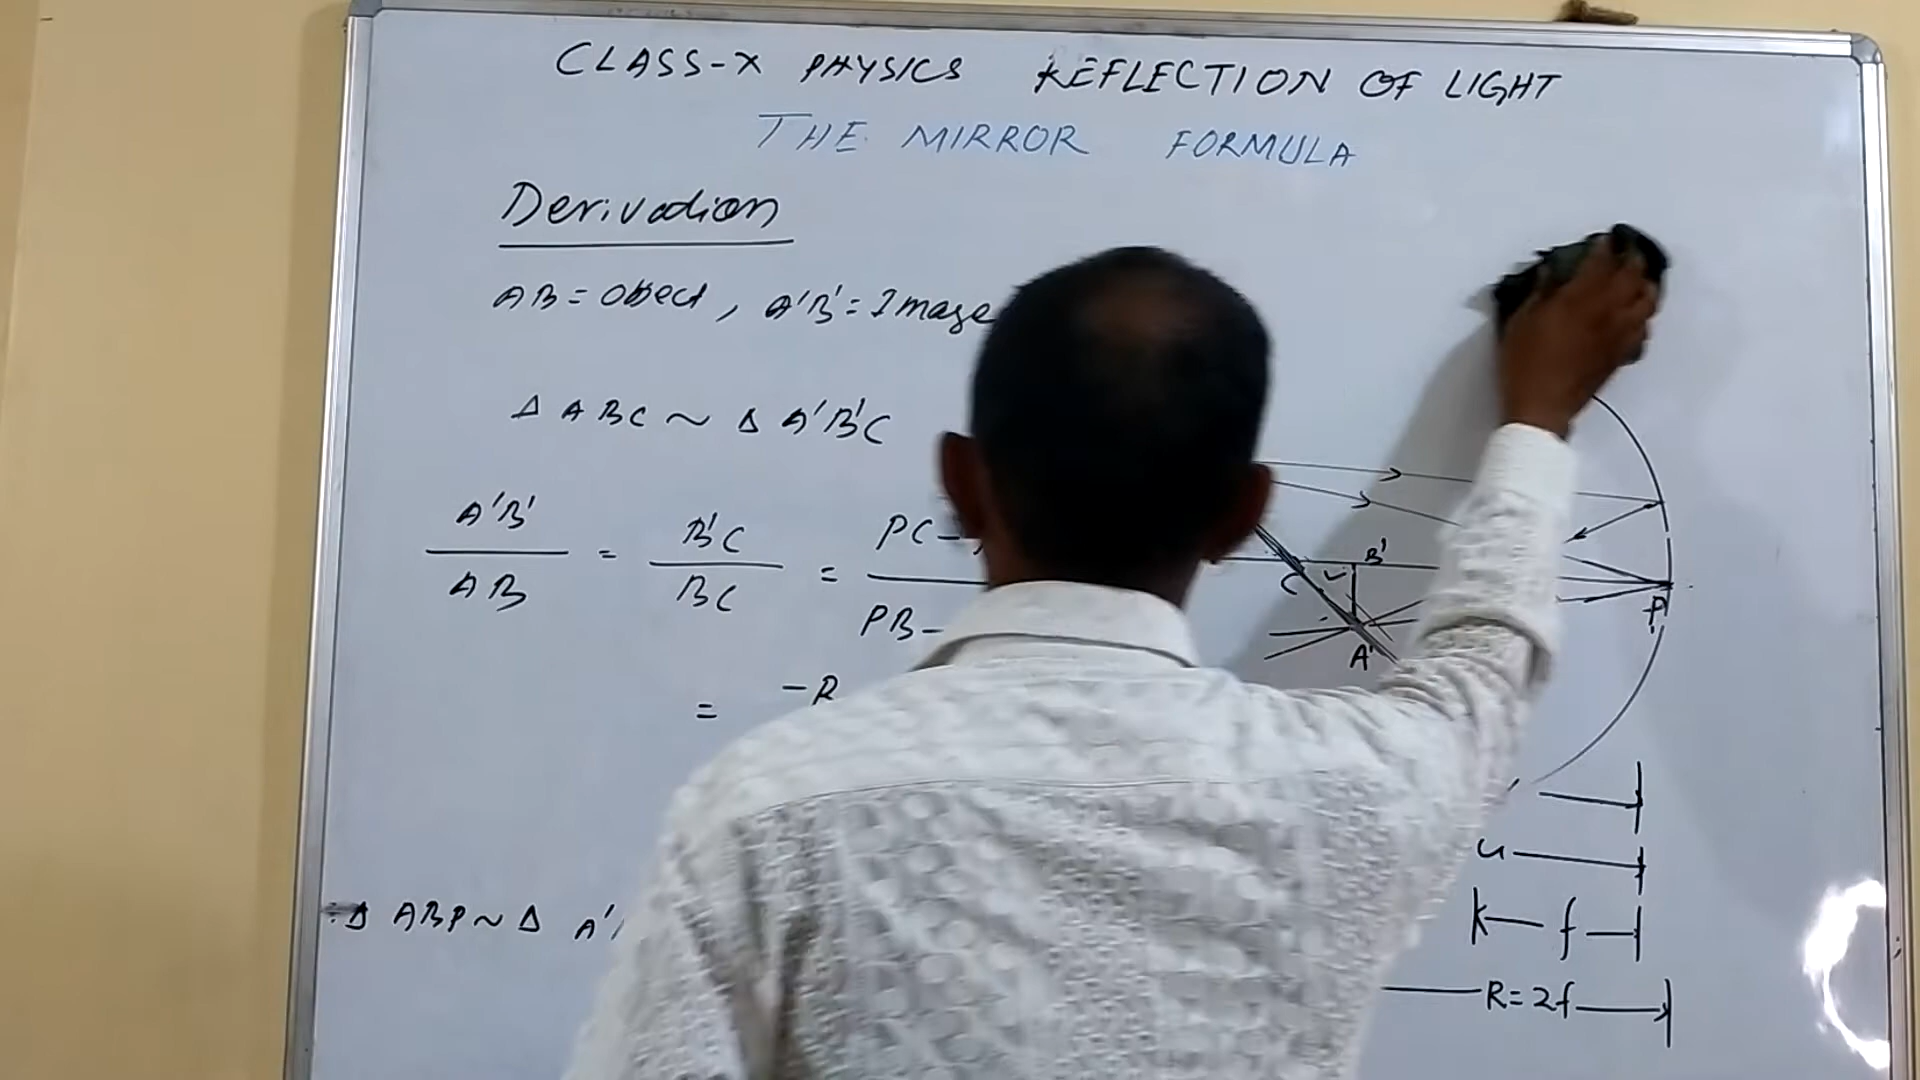 CLASS-X PHYSICS REFLECTION OF LIGHT
THE MIRROR FORMULA
Derivation
AB = Object, A'B' = Image
Δ ABC ~ Δ A'B'C
A'B' / AB = B'C / BC = PC - / PB -
= -R
C B'
A' P
u
f
R = 2f
Δ ABP ~ Δ A'